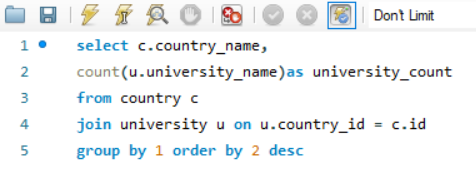 Don't Limit
1 select c.country_name,
2 count(u.university_name)as university_count
3 from country c
4 join university u on u.country_id = c.id
5 group by 1 order by 2 desc